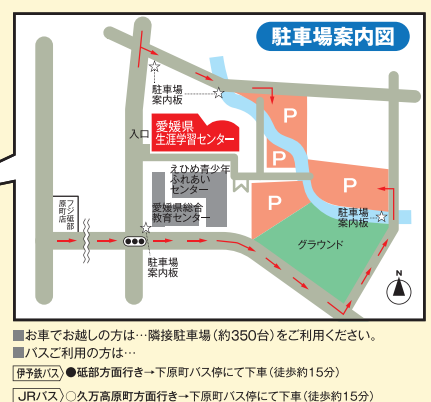 駐車場案内図
駐車場
案内板
P
入口
愛媛県
生涯学習センター
P
えひめ青少年
ふれあい
センター
P
P
愛媛県総合
教育センター
フジ砥部
原町店
駐車場
案内板
グラウンド
駐車場
案内板
N
■お車でお越しの方は…隣接駐車場(約350台)をご利用ください。
■バスご利用の方は…
伊予鉄バス ●砥部方面行き→下原町バス停にて下車(徒歩約15分)
JRバス ○久万高原町方面行き→下原町バス停にて下車(徒歩約15分)